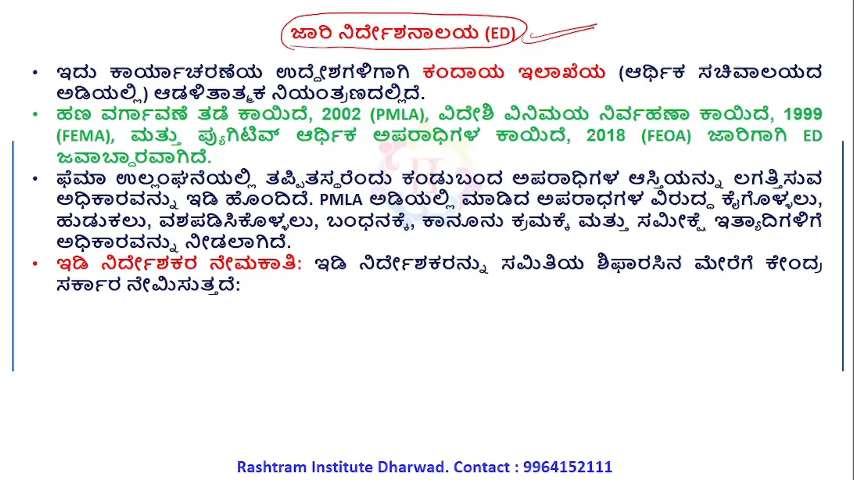 ಜಾರಿ ನಿರ್ದೇಶನಾಲಯ (ED)
• ಇದು ಕಾರ್ಯಾಚರಣೆಯ ಉದ್ದೇಶಗಳಿಗಾಗಿ ಕಂದಾಯ ಇಲಾಖೆಯ (ಆರ್ಥಿಕ ಸಚಿವಾಲಯದ
ಅಡಿಯಲ್ಲಿ) ಆಡಳಿತಾತ್ಮಕ ನಿಯಂತ್ರಣದಲ್ಲಿದೆ.
• ಹಣ ವರ್ಗಾವಣೆ ತಡೆ ಕಾಯಿದೆ, 2002 (PMLA), ವಿದೇಶಿ ವಿನಿಮಯ ನಿರ್ವಹಣಾ ಕಾಯಿದೆ, 1999
(FEMA), ಮತ್ತು ಪ್ಯುಗಿಟಿವ್ ಆರ್ಥಿಕ ಅಪರಾಧಿಗಳ ಕಾಯಿದೆ, 2018 (FEOA) ಜಾರಿಗಾಗಿ ED
ಜವಾಬ್ದಾರವಾಗಿದೆ.
• ಫೆಮಾ ಉಲ್ಲಂಘನೆಯಲ್ಲಿ ತಪ್ಪಿತಸ್ಥರೆಂದು ಕಂಡುಬಂದ ಅಪರಾಧಿಗಳ ಆಸ್ತಿಯನ್ನು ಲಗತ್ತಿಸುವ
ಅಧಿಕಾರವನ್ನು ಇಡಿ ಹೊಂದಿದೆ. PMLA ಅಡಿಯಲ್ಲಿ ಮಾಡಿದ ಅಪರಾಧಗಳ ವಿರುದ್ಧ ಕೈಗೊಳ್ಳಲು,
ಹುಡುಕಲು, ವಶಪಡಿಸಿಕೊಳ್ಳಲು, ಬಂಧನಕ್ಕೆ, ಕಾನೂನು ಕ್ರಮಕ್ಕೆ ಮತ್ತು ಸಮೀಕ್ಷೆ ಇತ್ಯಾದಿಗಳಿಗೆ
ಅಧಿಕಾರವನ್ನು ನೀಡಲಾಗಿದೆ.
• ಇಡಿ ನಿರ್ದೇಶಕರ ನೇಮಕಾತಿ: ಇಡಿ ನಿರ್ದೇಶಕರನ್ನು ಸಮಿತಿಯ ಶಿಫಾರಸಿನ ಮೇರೆಗೆ ಕೇಂದ್ರ
ಸರ್ಕಾರ ನೇಮಿಸುತ್ತದೆ:
Rashtram Institute Dharwad. Contact : 9964152111